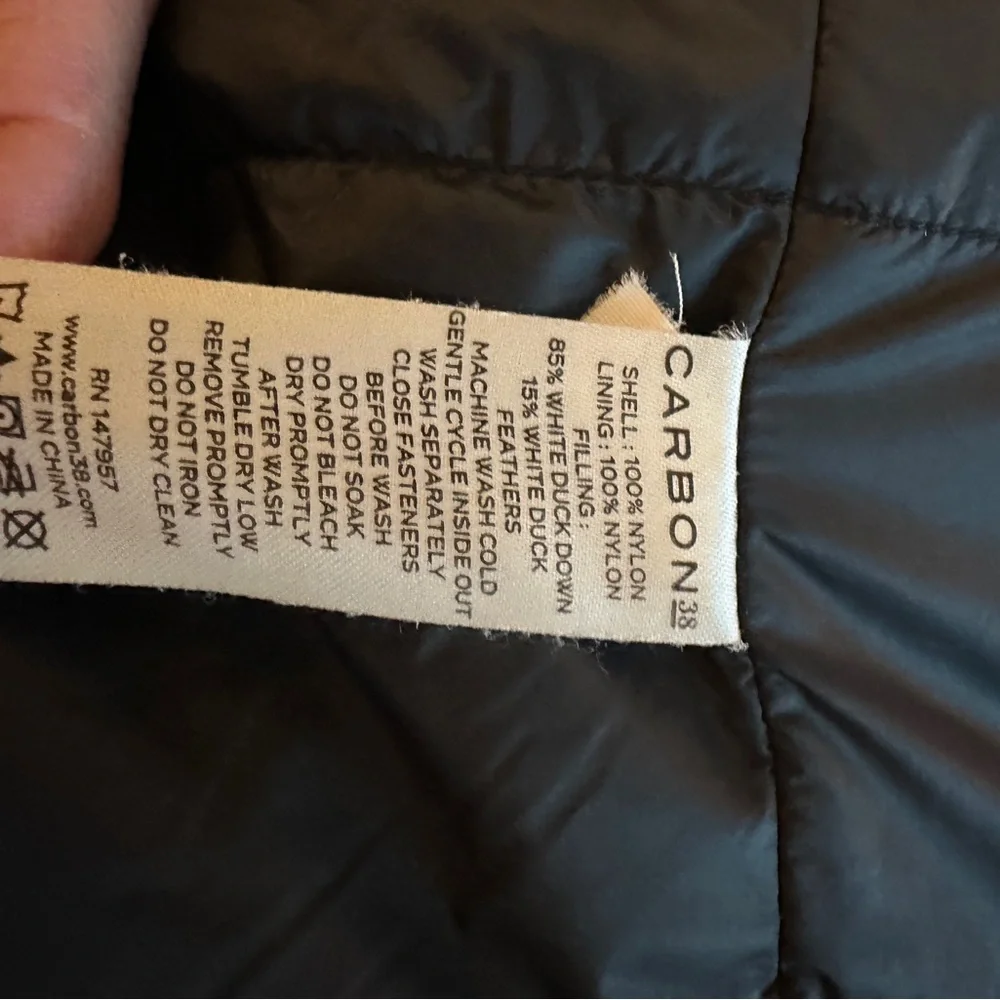 CARBON38
SHELL : 100% NYLON
LINING : 100% NYLON
FILLING :
85% WHITE DUCK DOWN
15% WHITE DUCK
FEATHERS
MACHINE WASH COLD
GENTLE CYCLE INSIDE OUT
WASH SEPARATELY
CLOSE FASTENERS
BEFORE WASH
DO NOT SOAK
DO NOT BLEACH
DRY PROMPTLY
AFTER WASH
TUMBLE DRY LOW
REMOVE PROMPTLY
DO NOT IRON
DO NOT DRY CLEAN
RN 147957
www.carbon38.com
MADE IN CHINA